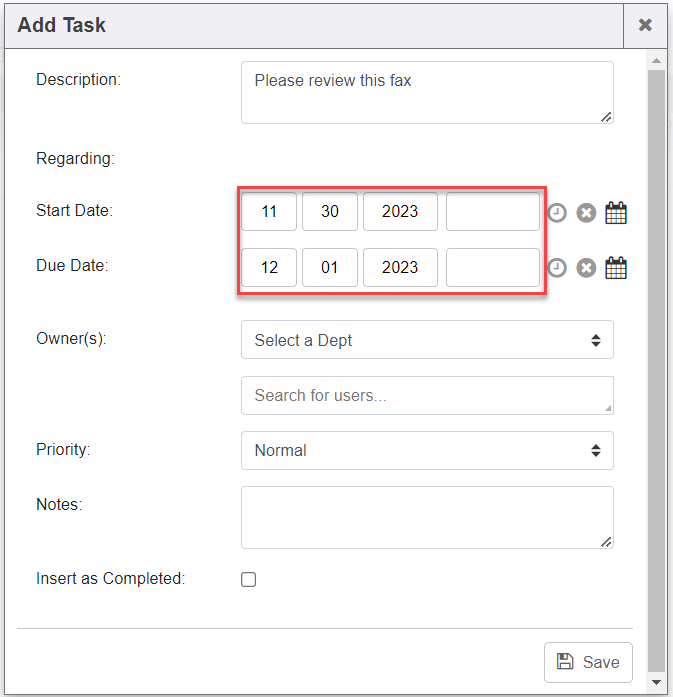 Add Task
Description: Please review this fax
Regarding:
Start Date: 11 30 2023
Due Date: 12 01 2023
Owner(s): Select a Dept
Search for users...
Priority: Normal
Notes:
Insert as Completed:
Save